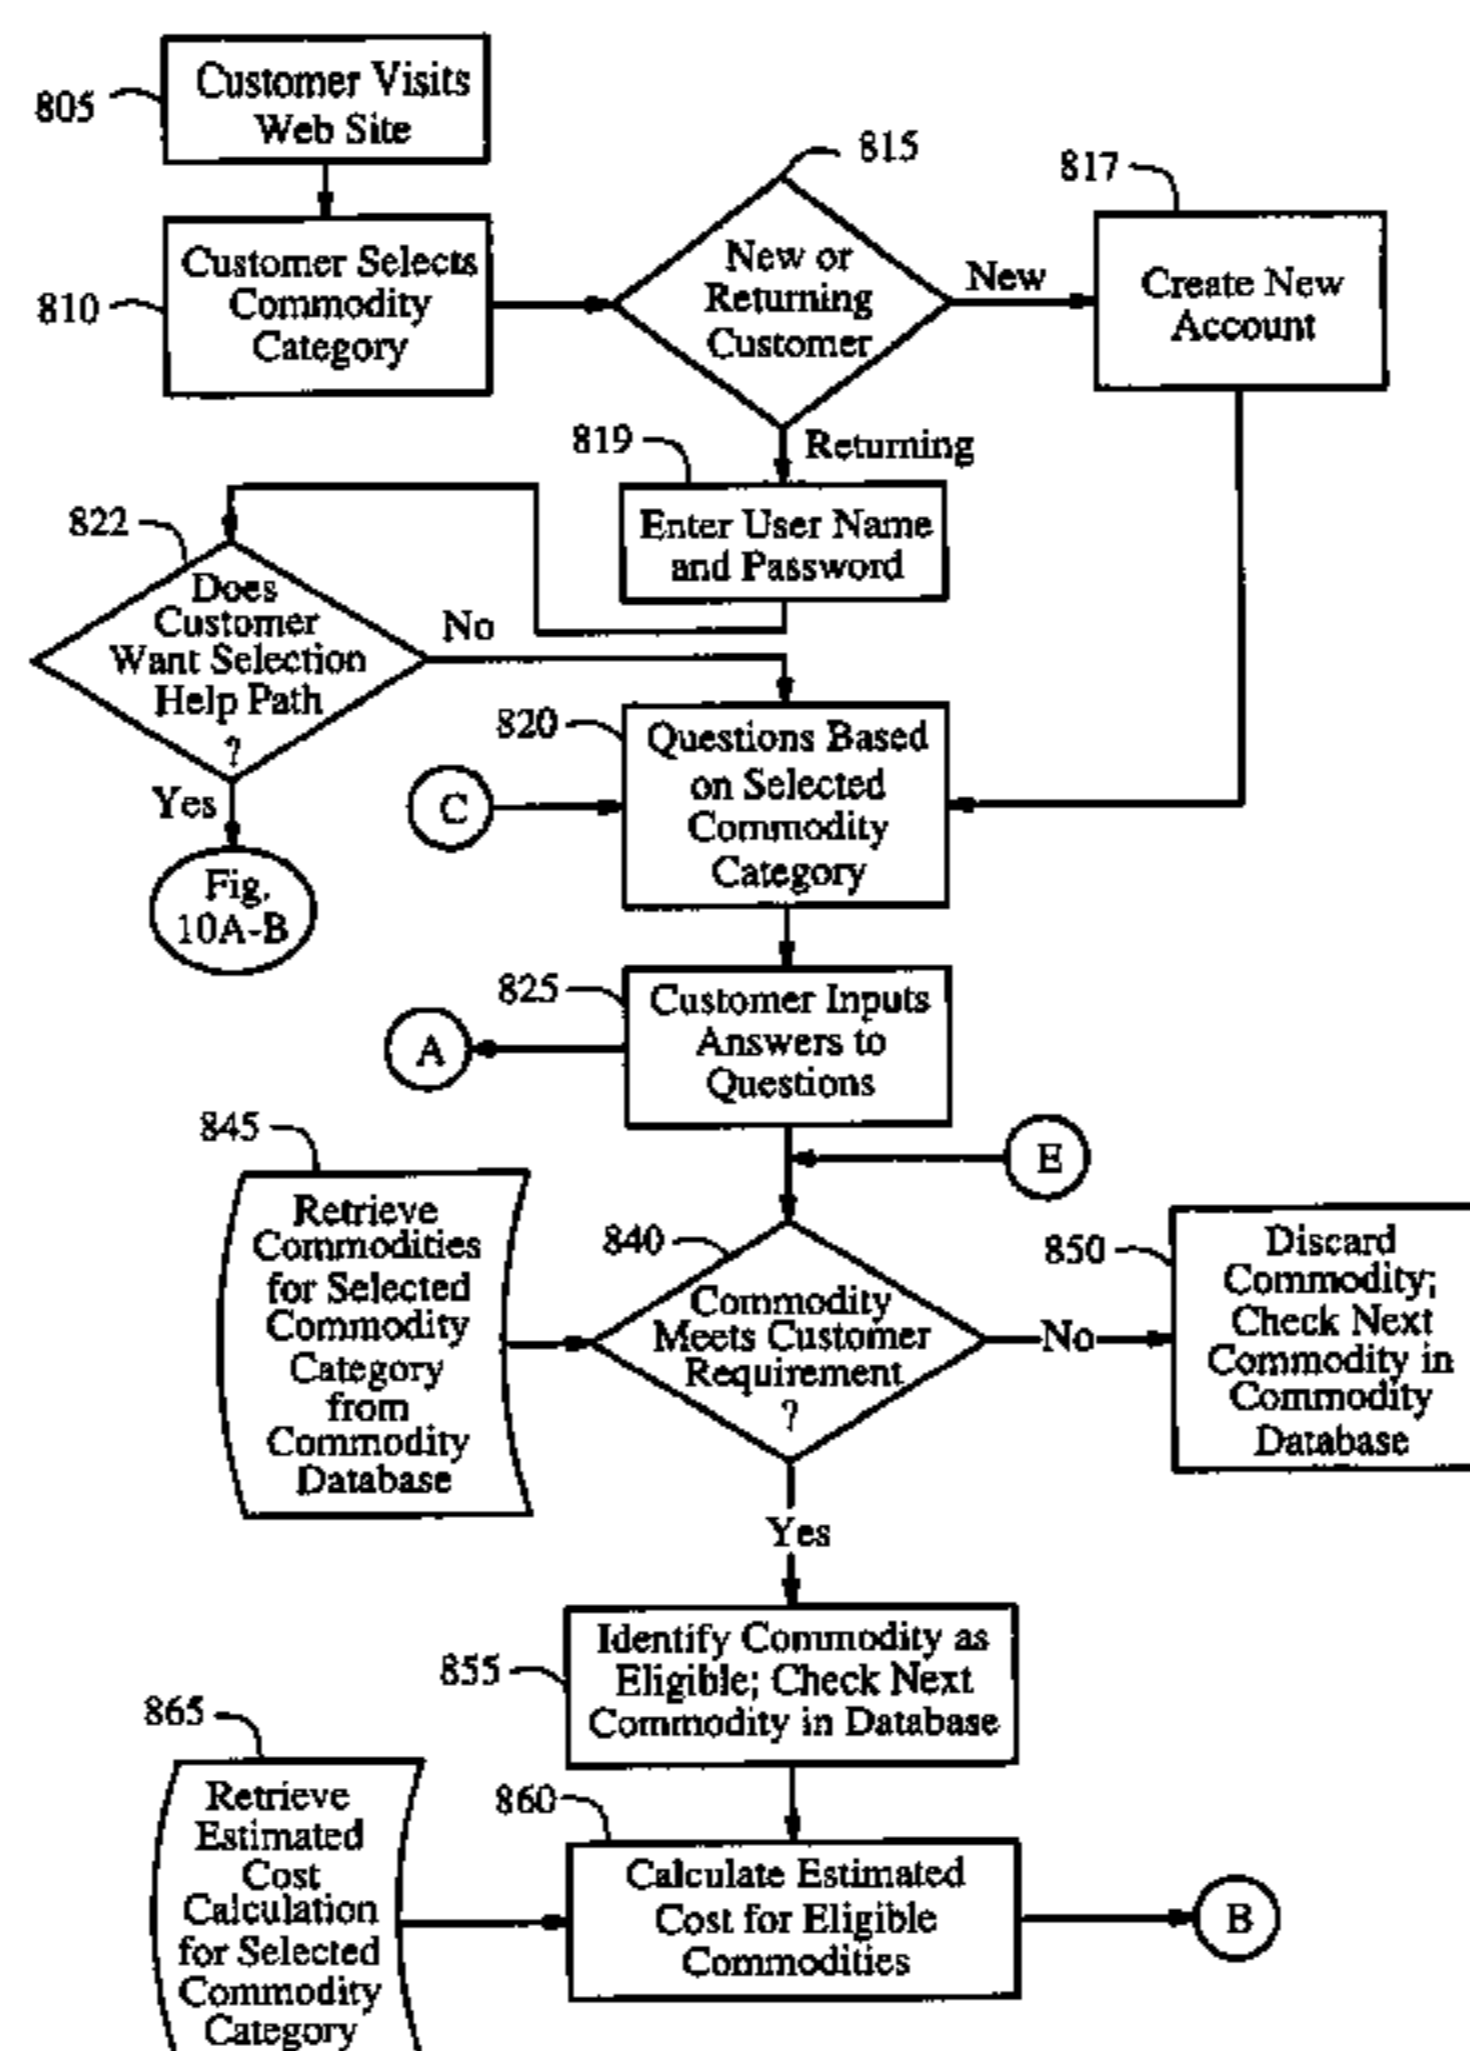 805
Customer Visits
Web Site
810
Customer Selects
Commodity
Category
815
New or
Returning
Customer
New
817
Create New
Account
Returning
819
Enter User Name
and Password
822
Does
Customer
Want Selection
Help Path
?
No
Yes
Fig.
10A-B
820
Questions Based
on Selected
Commodity
Category
C
825
Customer Inputs
Answers to
Questions
A
E
845
Retrieve
Commodities
for Selected
Commodity
Category
from
Commodity
Database
840
Commodity
Meets Customer
Requirement
?
No
850
Discard
Commodity;
Check Next
Commodity in
Commodity
Database
Yes
855
Identify Commodity as
Eligible; Check Next
Commodity in Database
865
Retrieve
Estimated
Cost
Calculation
for Selected
Commodity
Category
860
Calculate Estimated
Cost for Eligible
Commodities
B